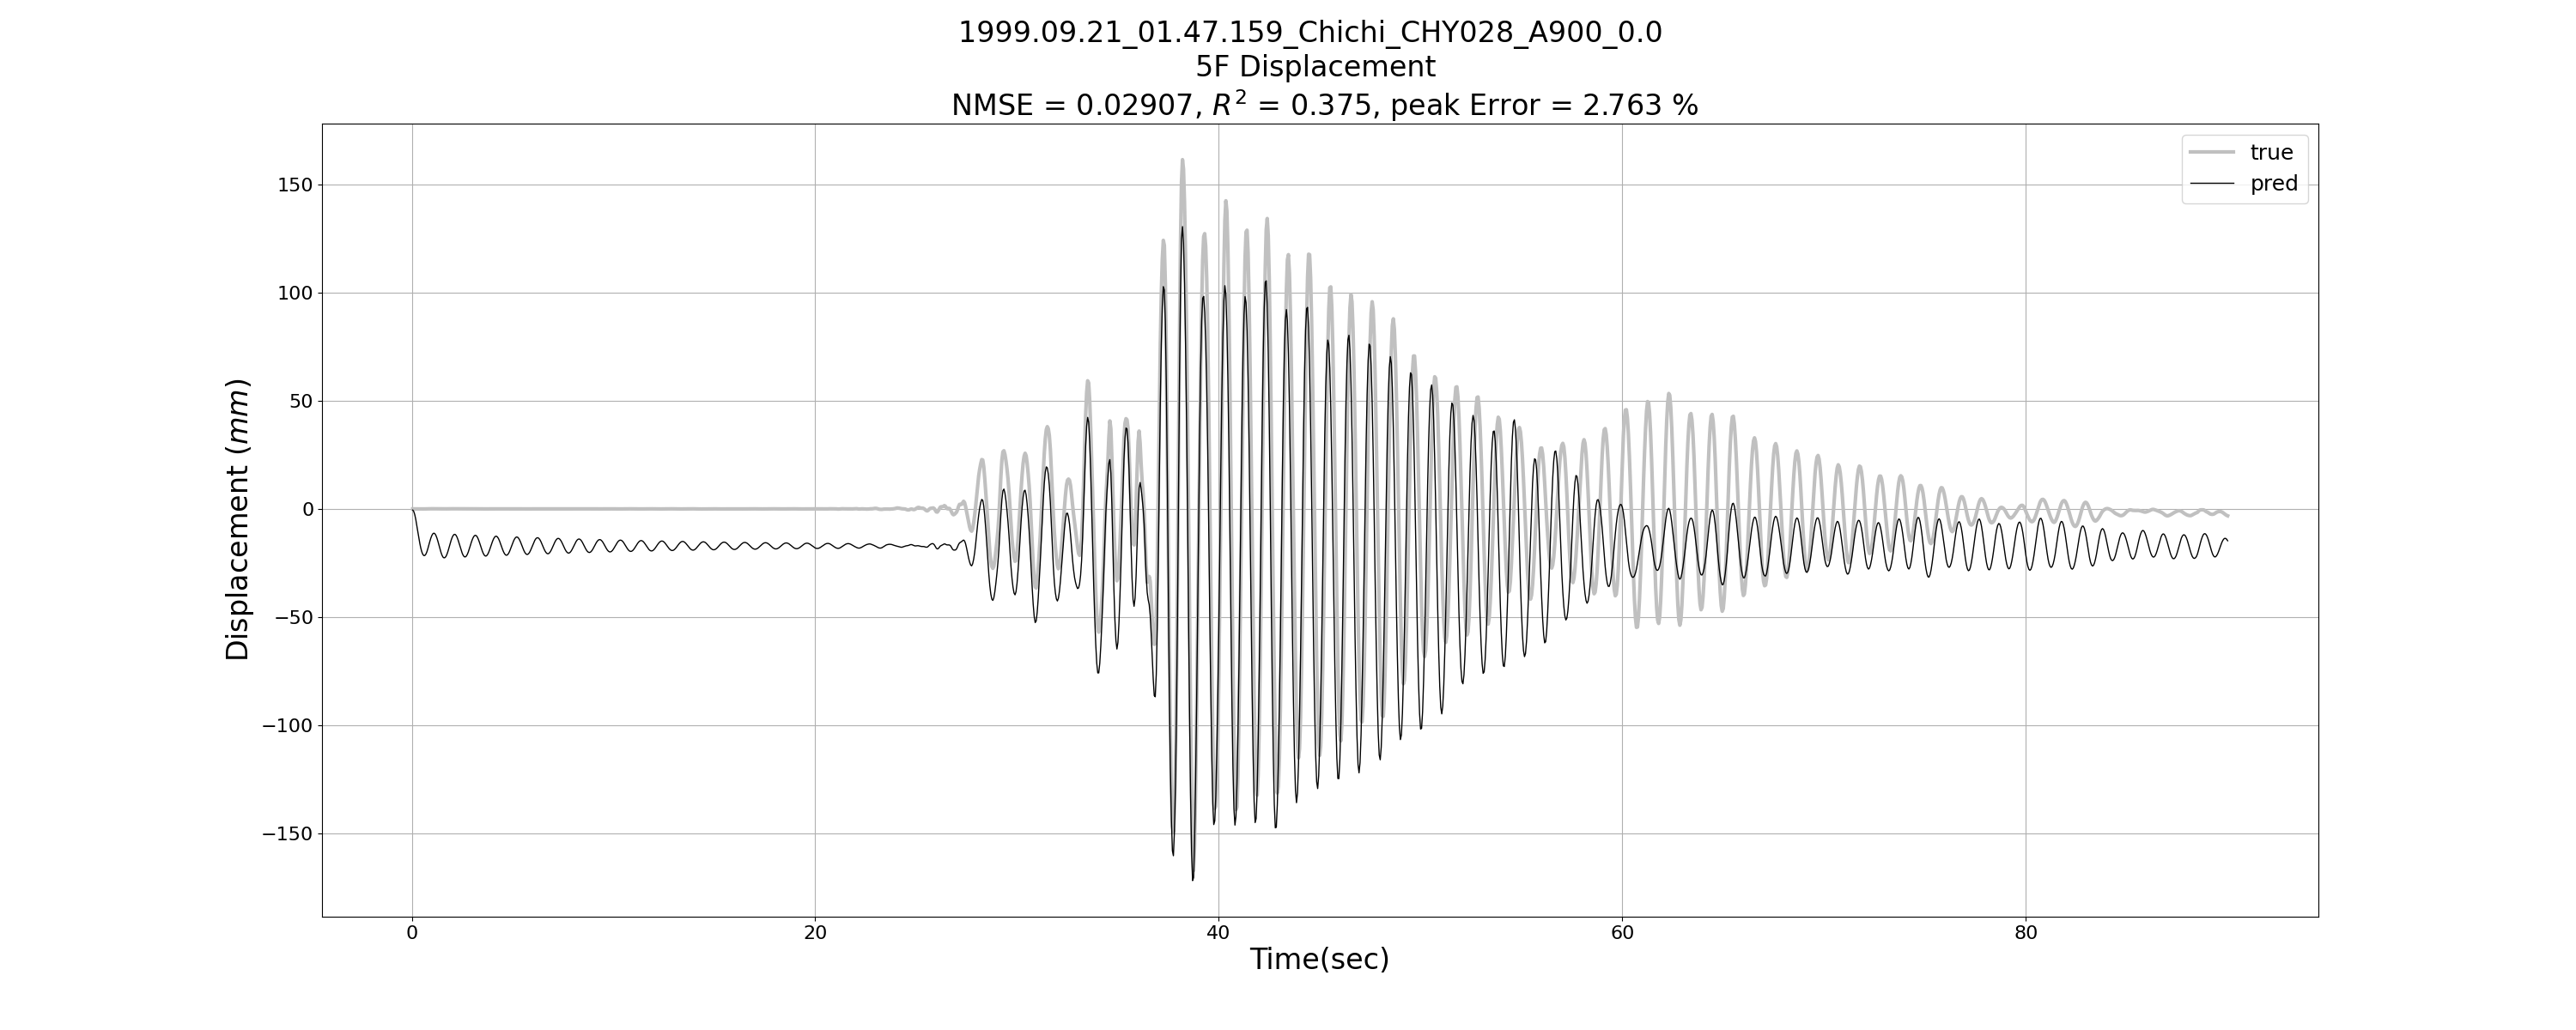 1999.09.21_01.47.159_Chichi_CHY028_A900_0.0
5F Displacement
NMSE = 0.02907, R² = 0.375, peak Error = 2.763 %
true
pred
150
100
50
0
−50
−100
−150
Displacement (mm)
0 20 40 60 80
Time(sec)